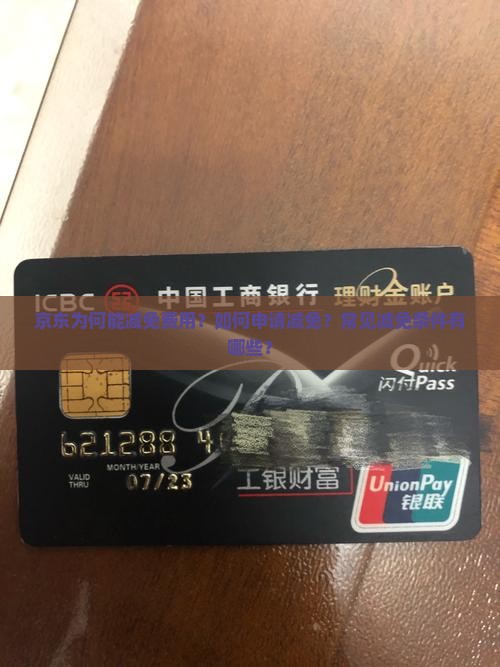 ICBC 中国工商银行 理财金账户
京东为何能减免费用？如何申请减免？常见减免条件有
哪些？
Quick
闪付Pass
621288 4
MONTH/YEAR
VALID
THRU
07/23
工银财富
UnionPay
银联